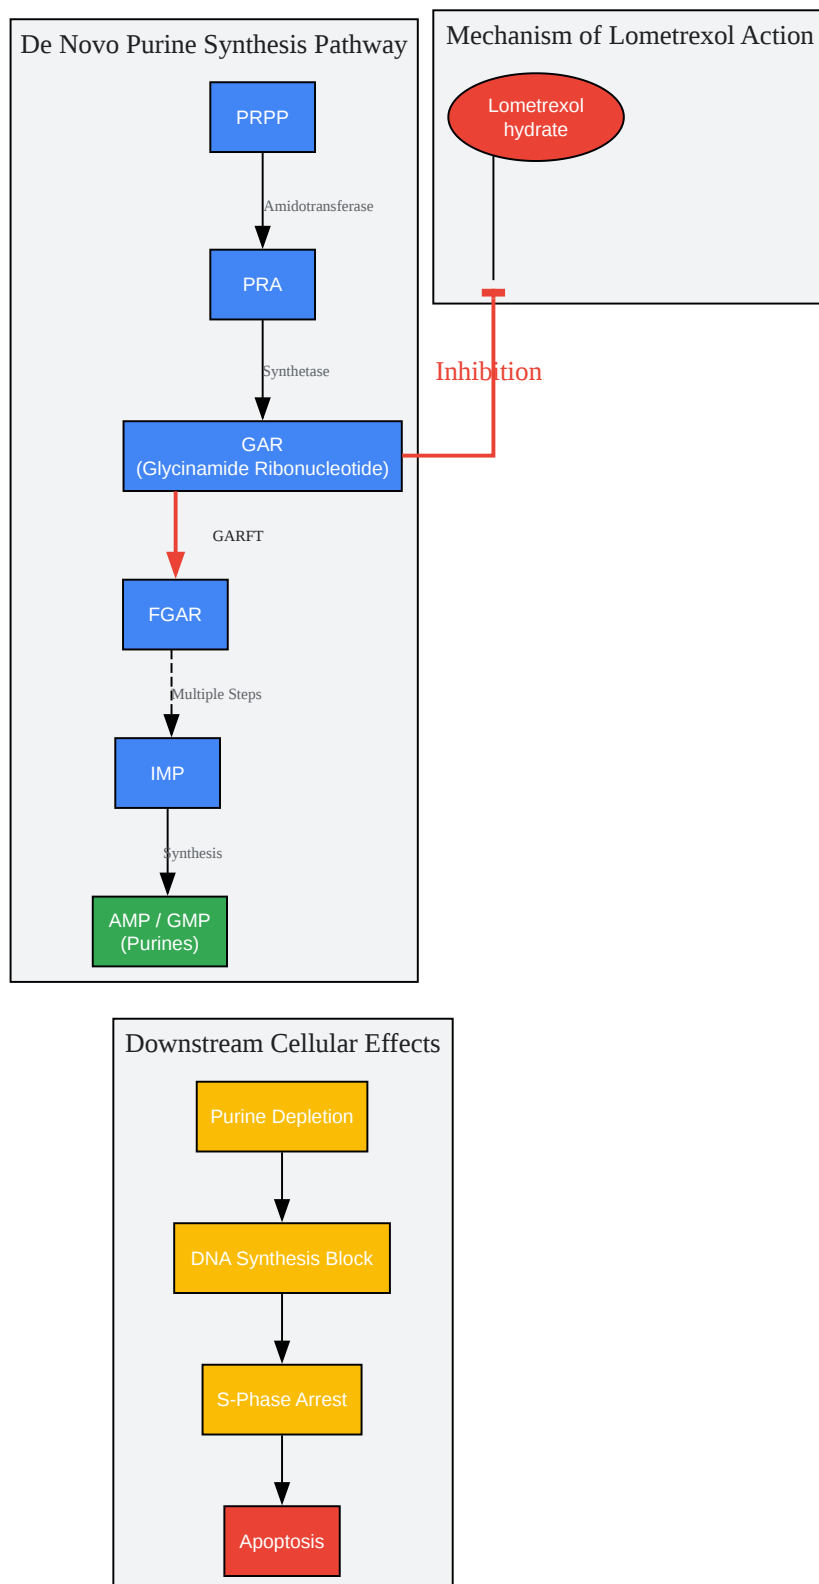 De Novo Purine Synthesis Pathway
PRPP
Amidotransferase
PRA
Synthetase
GAR
(Glycinamide Ribonucleotide)
GARFT
FGAR
Multiple Steps
IMP
Synthesis
AMP / GMP
(Purines)
Mechanism of Lometrexol Action
Lometrexol
hydrate
Inhibition
Downstream Cellular Effects
Purine Depletion
DNA Synthesis Block
S-Phase Arrest
Apoptosis